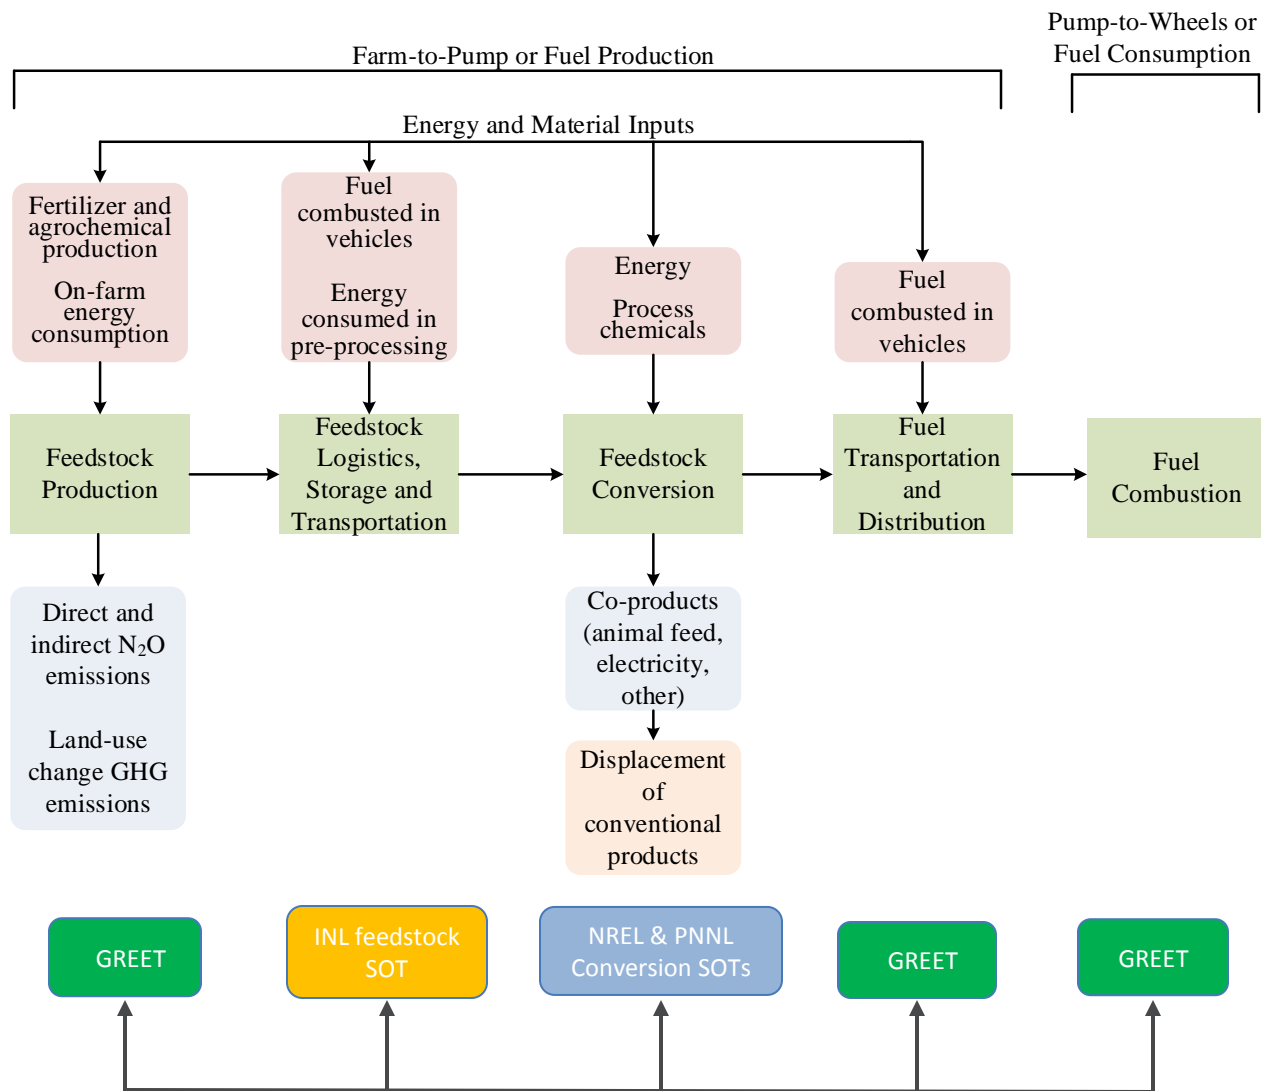 Farm-to-Pump or Fuel Production
Pump-to-Wheels or
Fuel Consumption
Energy and Material Inputs
Fertilizer and
agrochemical
production
On-farm
energy
consumption
Fuel
combusted in
vehicles
Energy
consumed in
pre-processing
Energy
Process
chemicals
Fuel
combusted in
vehicles
Feedstock
Production
Feedstock
Logistics,
Storage and
Transportation
Feedstock
Conversion
Fuel
Transportation
and
Distribution
Fuel
Combustion
Direct and
indirect N₂O
emissions
Land-use
change GHG
emissions
Co-products
(animal feed,
electricity,
other)
Displacement
of
conventional
products
GREET
INL feedstock
SOT
NREL & PNNL
Conversion SOTs
GREET
GREET